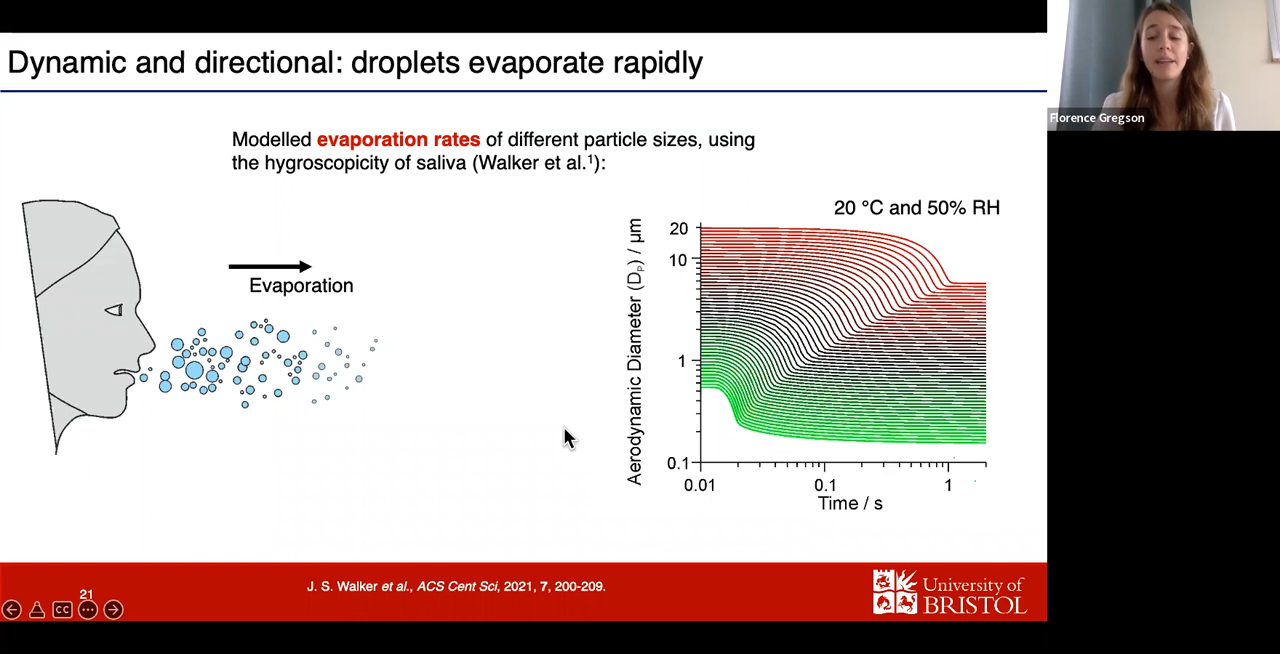 Dynamic and directional: droplets evaporate rapidly
Florence Gregson
Modelled evaporation rates of different particle sizes, using
the hygroscopicity of saliva (Walker et al.¹):
Evaporation
20 °C and 50% RH
Aerodynamic Diameter (Dₚ) / µm
20
10
1
0.1
0.01
0.1
1
Time / s
J. S. Walker et al., ACS Cent Sci, 2021, 7, 200-209.
21
CC
University of
BRISTOL